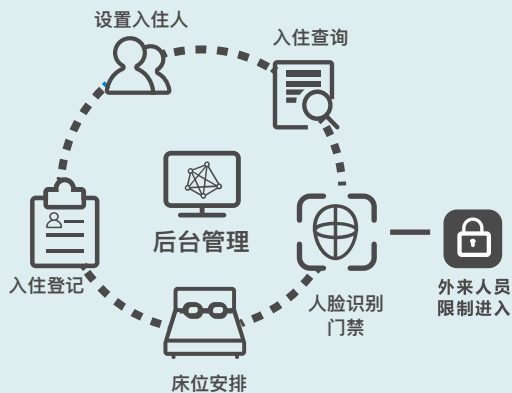 设置入住人
入住查询
后台管理
入住登记
人脸识别
门禁
外来人员
限制进入
床位安排